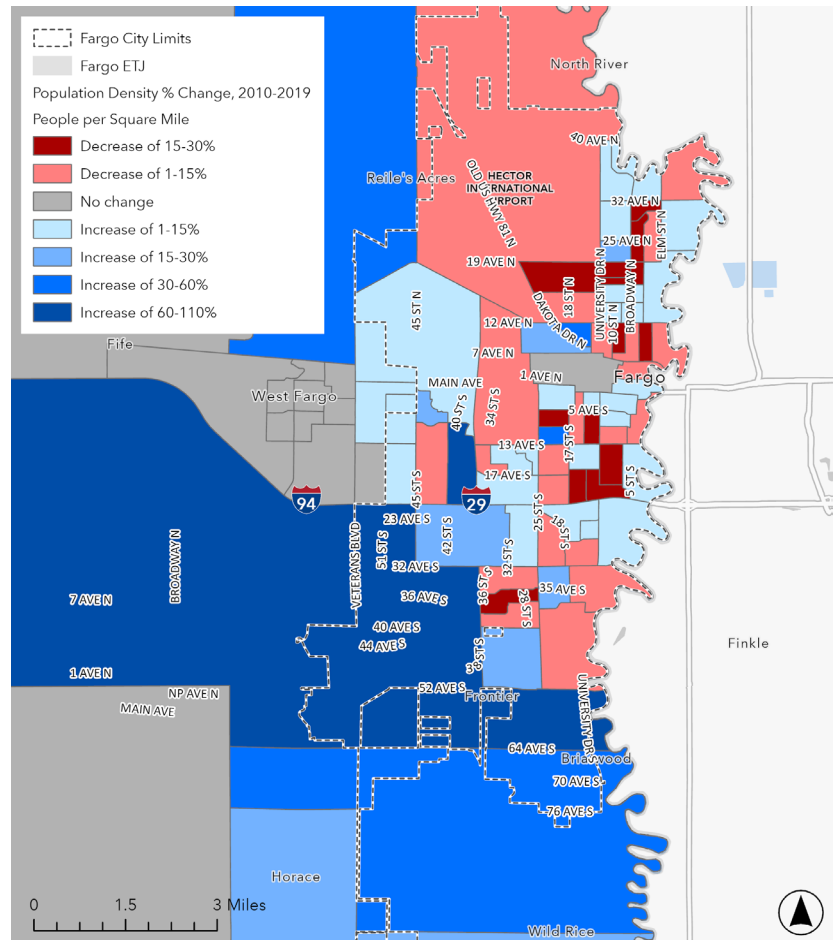 Fargo City Limits
Fargo ETJ
Population Density % Change, 2010-2019
People per Square Mile
Decrease of 15-30%
Decrease of 1-15%
No change
Increase of 1-15%
Increase of 15-30%
Increase of 30-60%
Increase of 60-110%
North River
40 AVE N
Reile's Acres
HECTOR
INTERNATIONAL
AIRPORT
OLD US HWY 81 N
32 AVE N
25 AVE N
ELM ST N
19 AVE N
UNIVERSITY DR N
BROADWAY N
18 ST N
10 ST N
45 ST N
12 AVE N
DAKOTA DR N
7 AVE N
Fife
1 AVE N
Fargo
MAIN AVE
West Fargo
40 ST S
34 ST S
5 AVE S
17 ST S
13 AVE S
17 AVE S
5 ST S
45 ST S
94
29
25 ST S
18 ST S
23 AVE S
42 ST S
VETERANS BLVD
51 ST S
32 ST S
BROADWAY N
32 AVE S
36 ST S
28 ST S
35 AVE S
7 AVE N
36 AVE S
40 AVE S
44 AVE S
38 ST S
Finkle
1 AVE N
NP AVE N
MAIN AVE
52 AVE S
Frontier
UNIVERSITY DR S
64 AVE S
Briarwood
70 AVE S
76 AVE S
Horace
0 1.5 3 Miles
Wild Rice